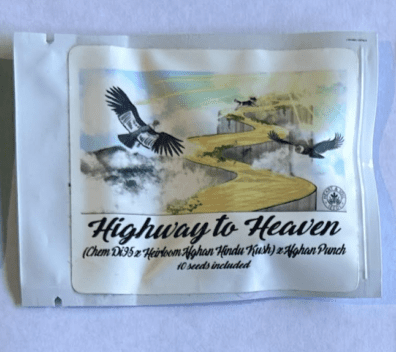 Highway to Heaven
(Chem D.95 x Heirloom Afghan Hindu Kush) x Afghan Punch
10 seeds included